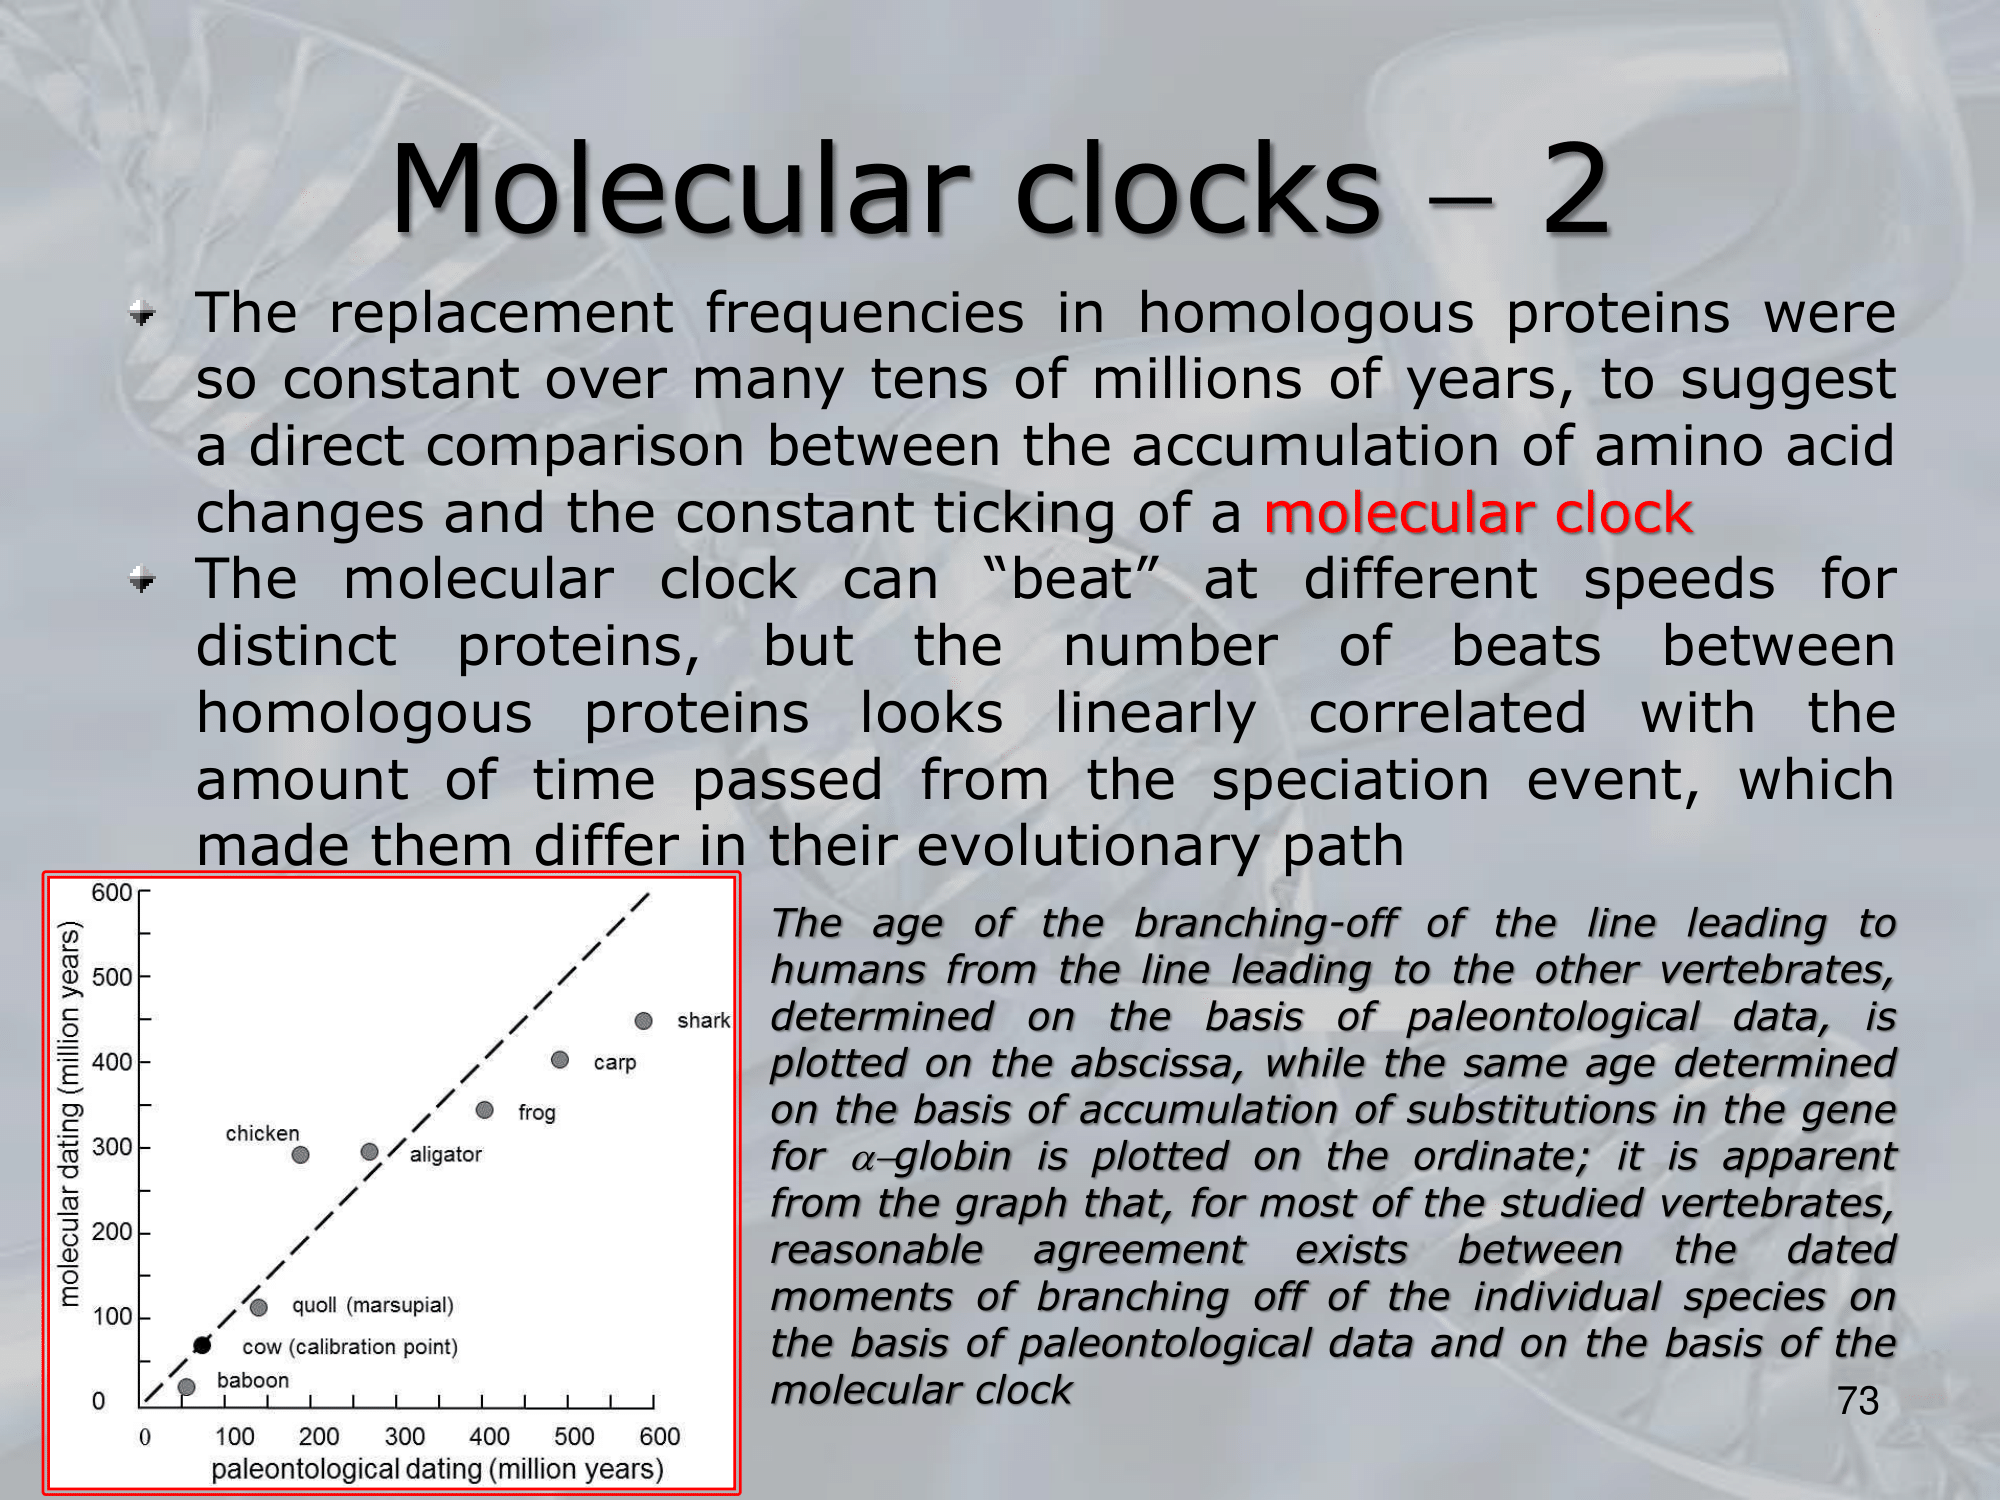 Molecular clocks – 2
The replacement frequencies in homologous proteins were
so constant over many tens of millions of years, to suggest
a direct comparison between the accumulation of amino acid
changes and the constant ticking of a molecular clock
The molecular clock can “beat” at different speeds for
distinct proteins, but the number of beats between
homologous proteins looks linearly correlated with the
amount of time passed from the speciation event, which
made them differ in their evolutionary path
600
500
400
300
200
100
0
molecular dating (million years)
shark
carp
frog
chicken
aligator
quoll (marsupial)
cow (calibration point)
baboon
0 100 200 300 400 500 600
paleontological dating (million years)
The age of the branching-off of the line leading to
humans from the line leading to the other vertebrates,
determined on the basis of paleontological data, is
plotted on the abscissa, while the same age determined
on the basis of accumulation of substitutions in the gene
for α–globin is plotted on the ordinate; it is apparent
from the graph that, for most of the studied vertebrates,
reasonable agreement exists between the dated
moments of branching off of the individual species on
the basis of paleontological data and on the basis of the
molecular clock
73